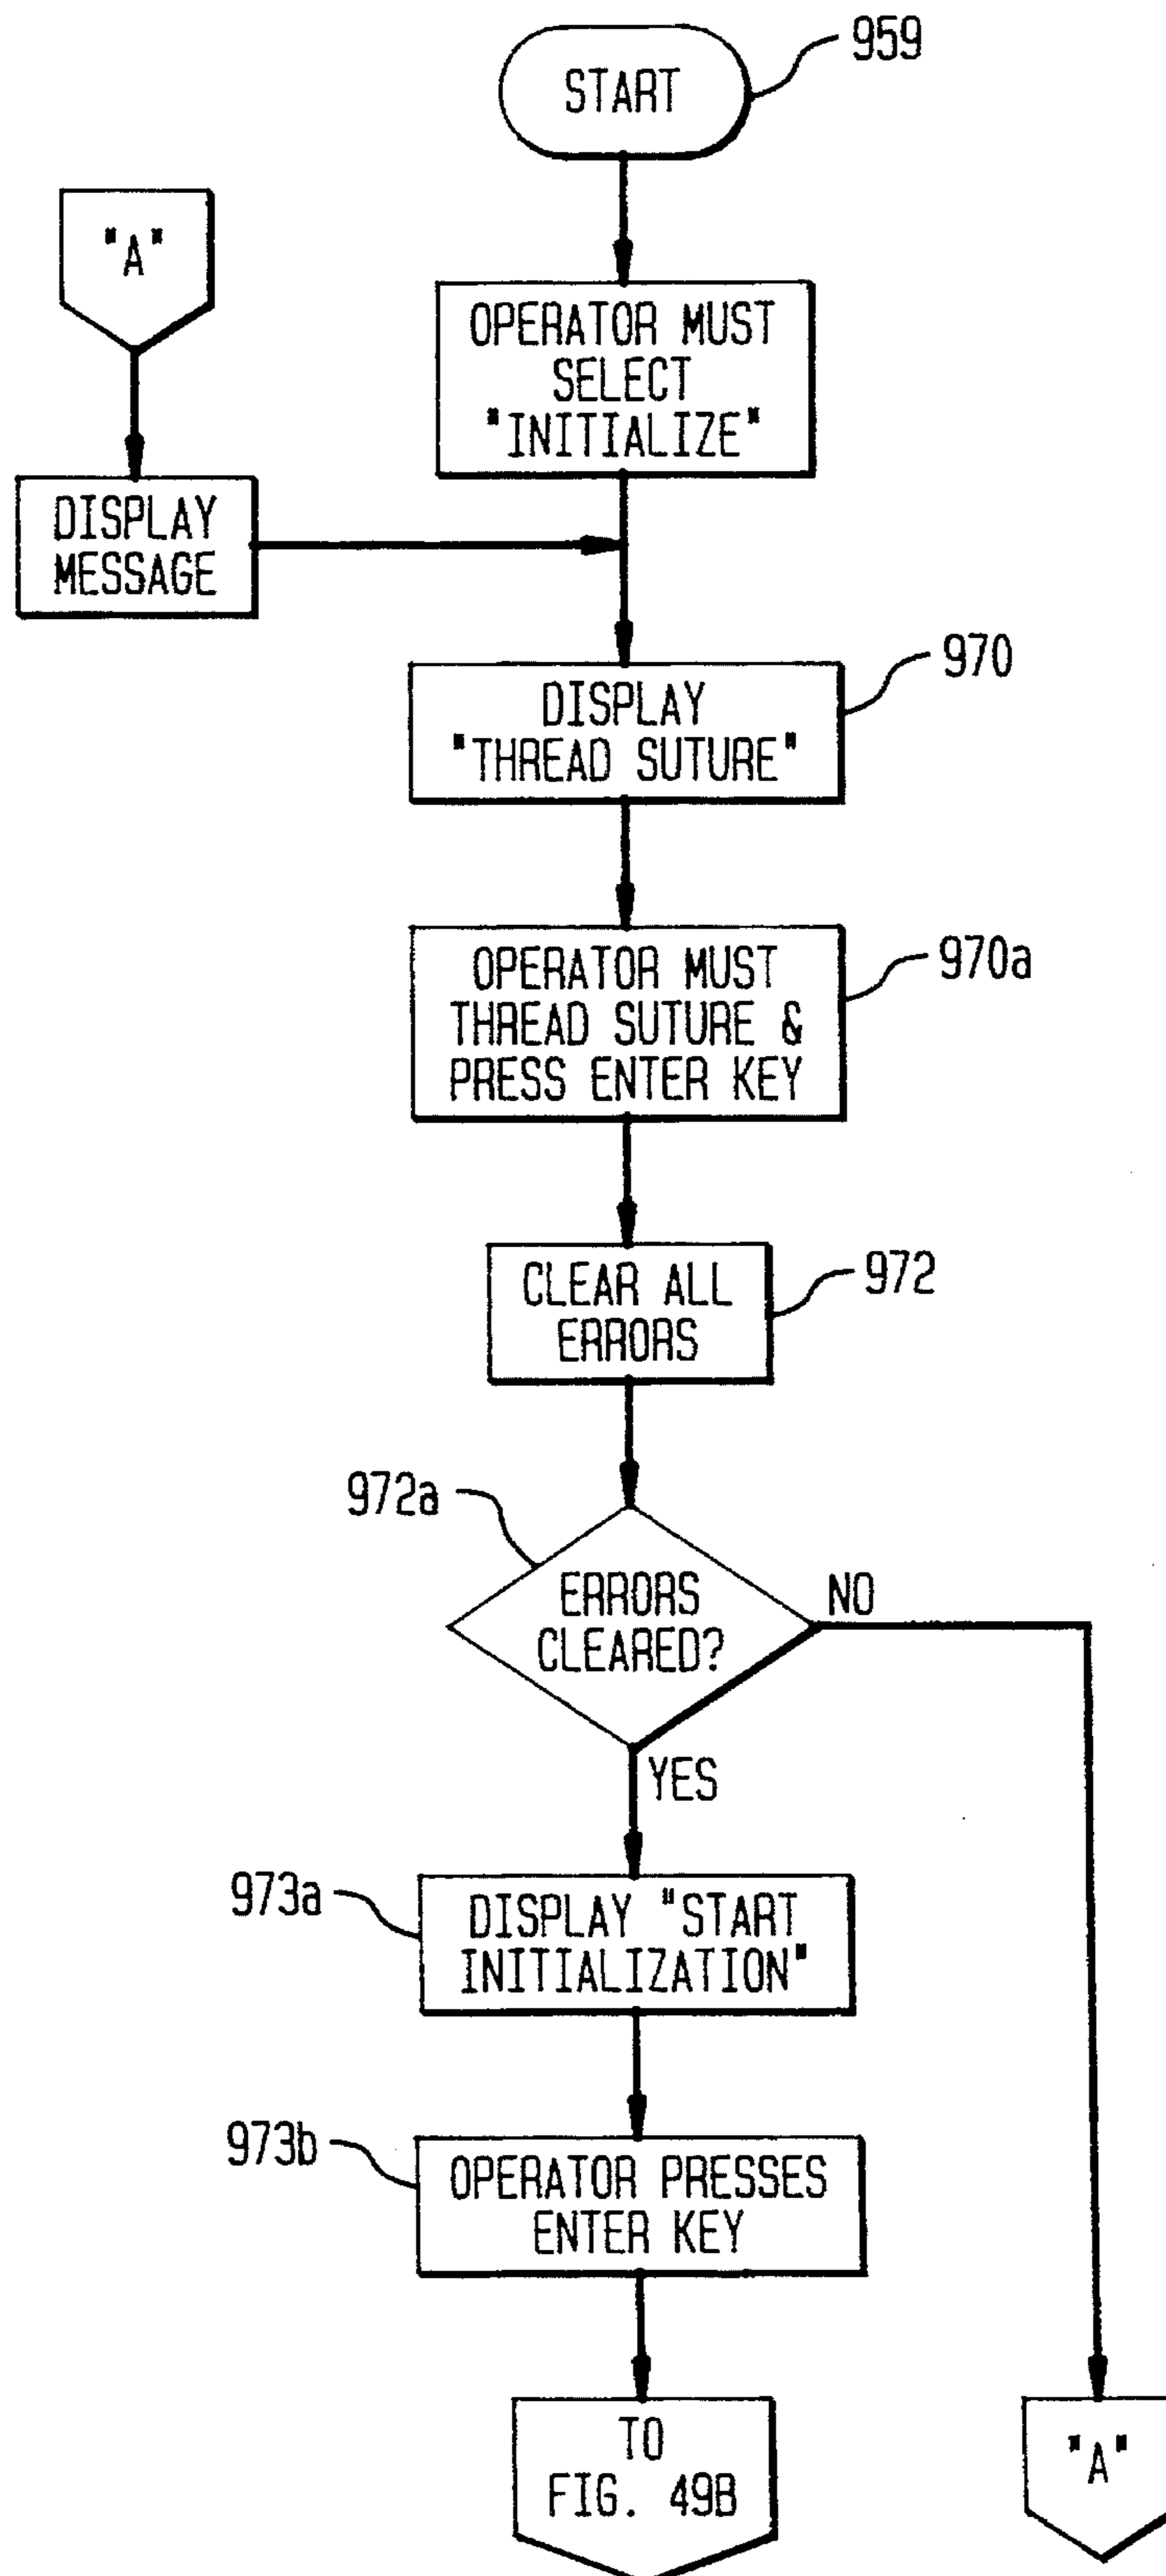 959
START
"A"
OPERATOR MUST
SELECT
"INITIALIZE"
DISPLAY
MESSAGE
970
DISPLAY
"THREAD SUTURE"
970a
OPERATOR MUST
THREAD SUTURE &
PRESS ENTER KEY
972
CLEAR ALL
ERRORS
972a
ERRORS
CLEARED?
NO
YES
973a
DISPLAY "START
INITIALIZATION"
973b
OPERATOR PRESSES
ENTER KEY
TO
FIG. 49B
"A"